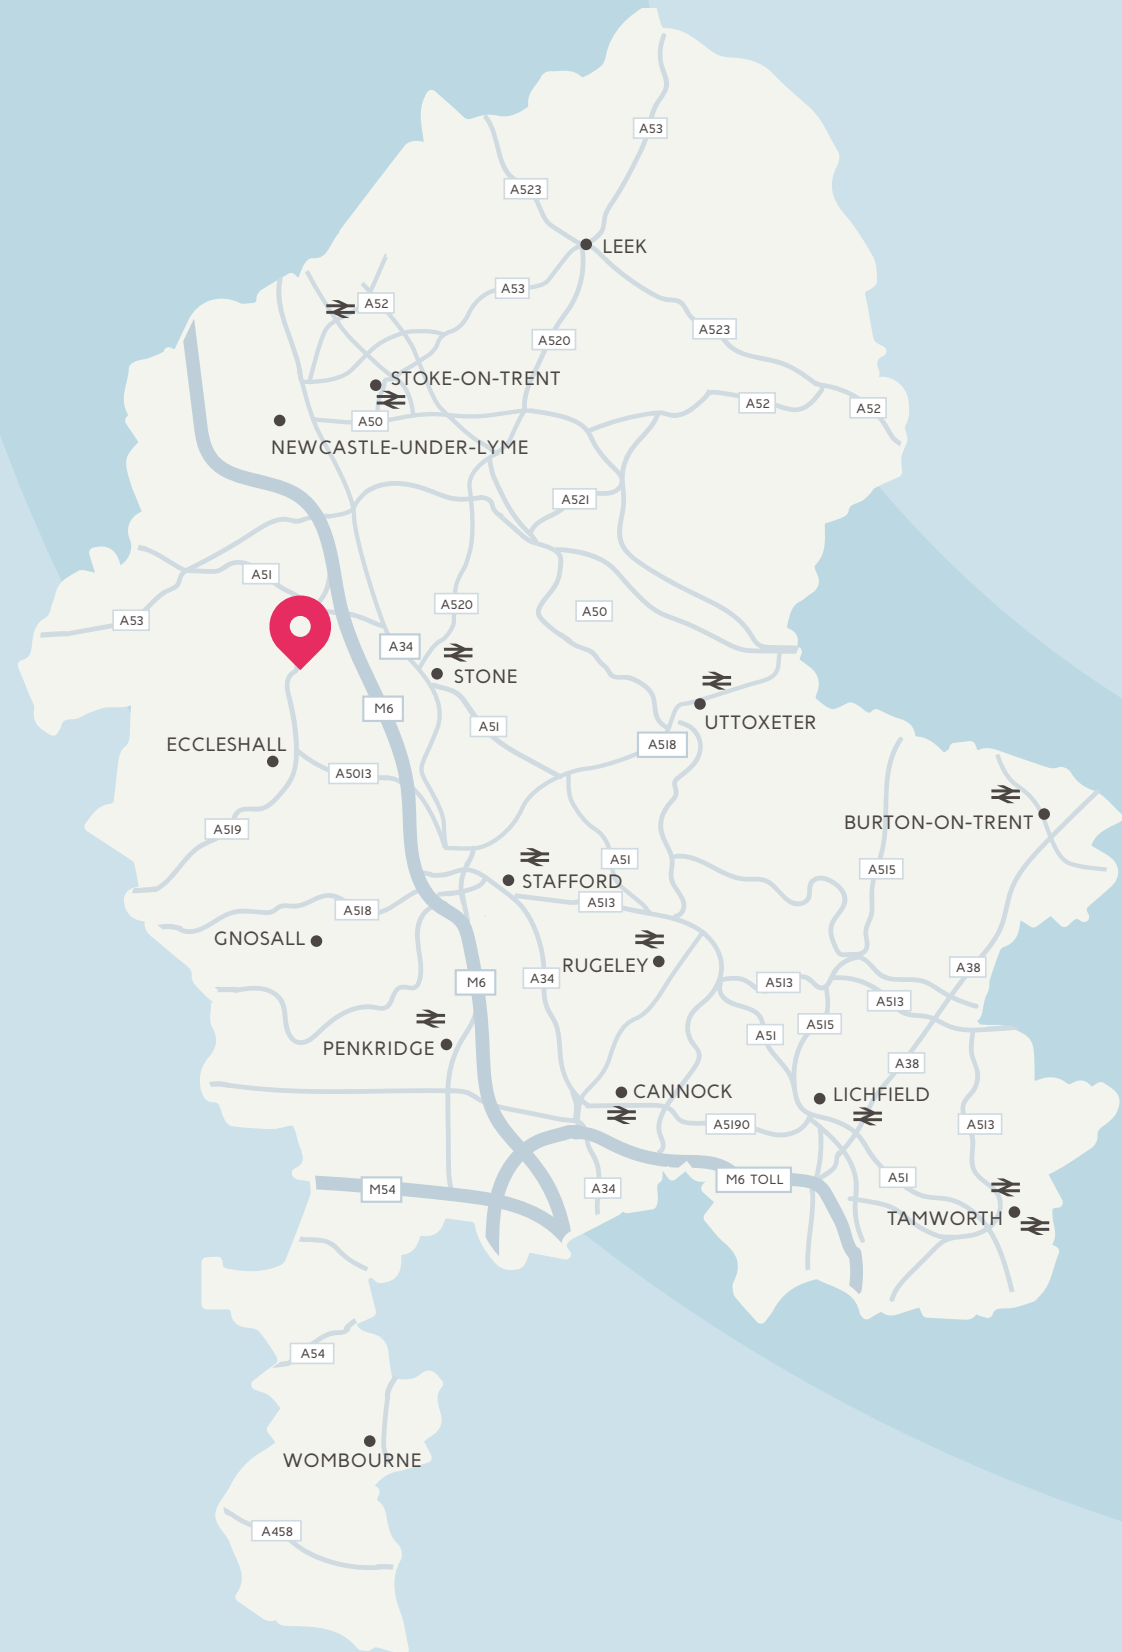 A53
A523
LEEK
A53
A52
A523
A520
STOKE-ON-TRENT
A52
A52
A50
NEWCASTLE-UNDER-LYME
A521
A51
A520
A50
A53
A34
STONE
M6
UTTOXETER
A51
A518
ECCLESHALL
A5013
BURTON-ON-TRENT
A519
A51
A515
STAFFORD
A513
A518
GNOSALL
RUGELEY
A38
M6
A34
A513
A513
A515
A51
PENKRIDGE
A38
CANNOCK
LICHFIELD
A5190
A513
A51
M6 TOLL
M54
A34
TAMWORTH
A54
WOMBOURNE
A458